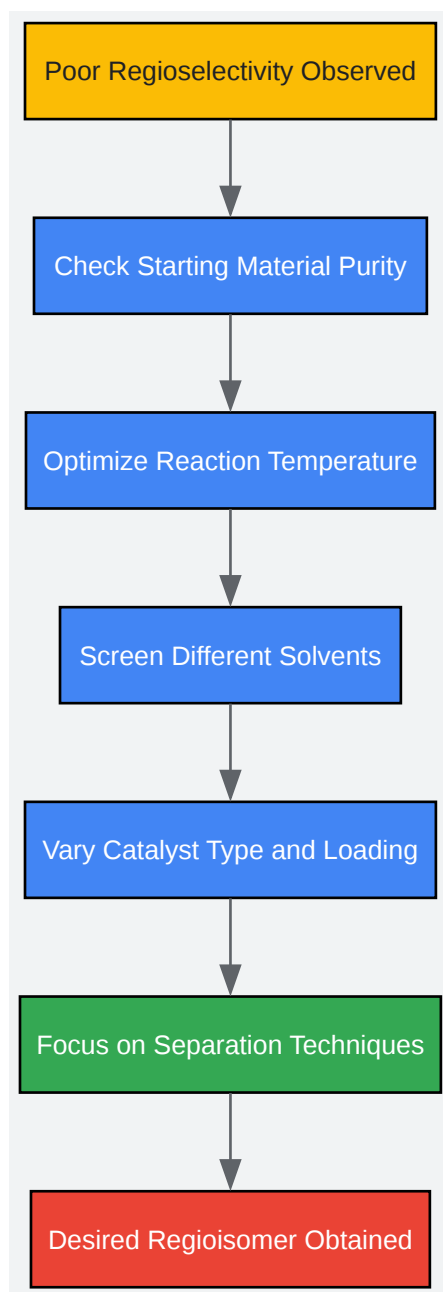 Poor Regioselectivity Observed
Check Starting Material Purity
Optimize Reaction Temperature
Screen Different Solvents
Vary Catalyst Type and Loading
Focus on Separation Techniques
Desired Regioisomer Obtained